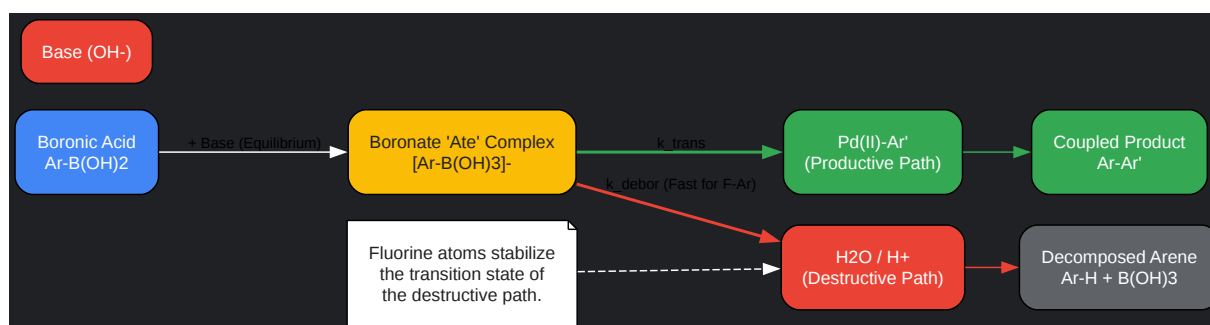 Base (OH-)
Boronic Acid
Ar-B(OH)2
+ Base (Equilibrium)
Boronate 'Ate' Complex
[Ar-B(OH)3]-
k_trans
Pd(II)-Ar'
(Productive Path)
Coupled Product
Ar-Ar'
k_debor (Fast for F-Ar)
Fluorine atoms stabilize
the transition state of
the destructive path.
H2O / H+
(Destructive Path)
Decomposed Arene
Ar-H + B(OH)3